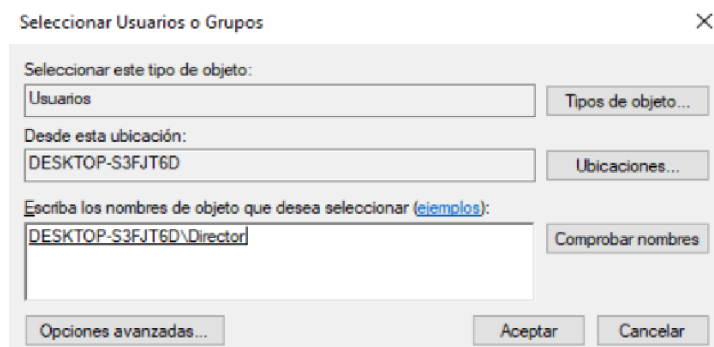 Seleccionar Usuarios o Grupos
Seleccionar este tipo de objeto:
Usuarios
Tipos de objeto...
Desde esta ubicación:
DESKTOP-S3FJT6D
Ubicaciones...
Escriba los nombres de objeto que desea seleccionar (ejemplos):
DESKTOP-S3FJT6D\Director
Comprobar nombres
Opciones avanzadas...
Aceptar
Cancelar